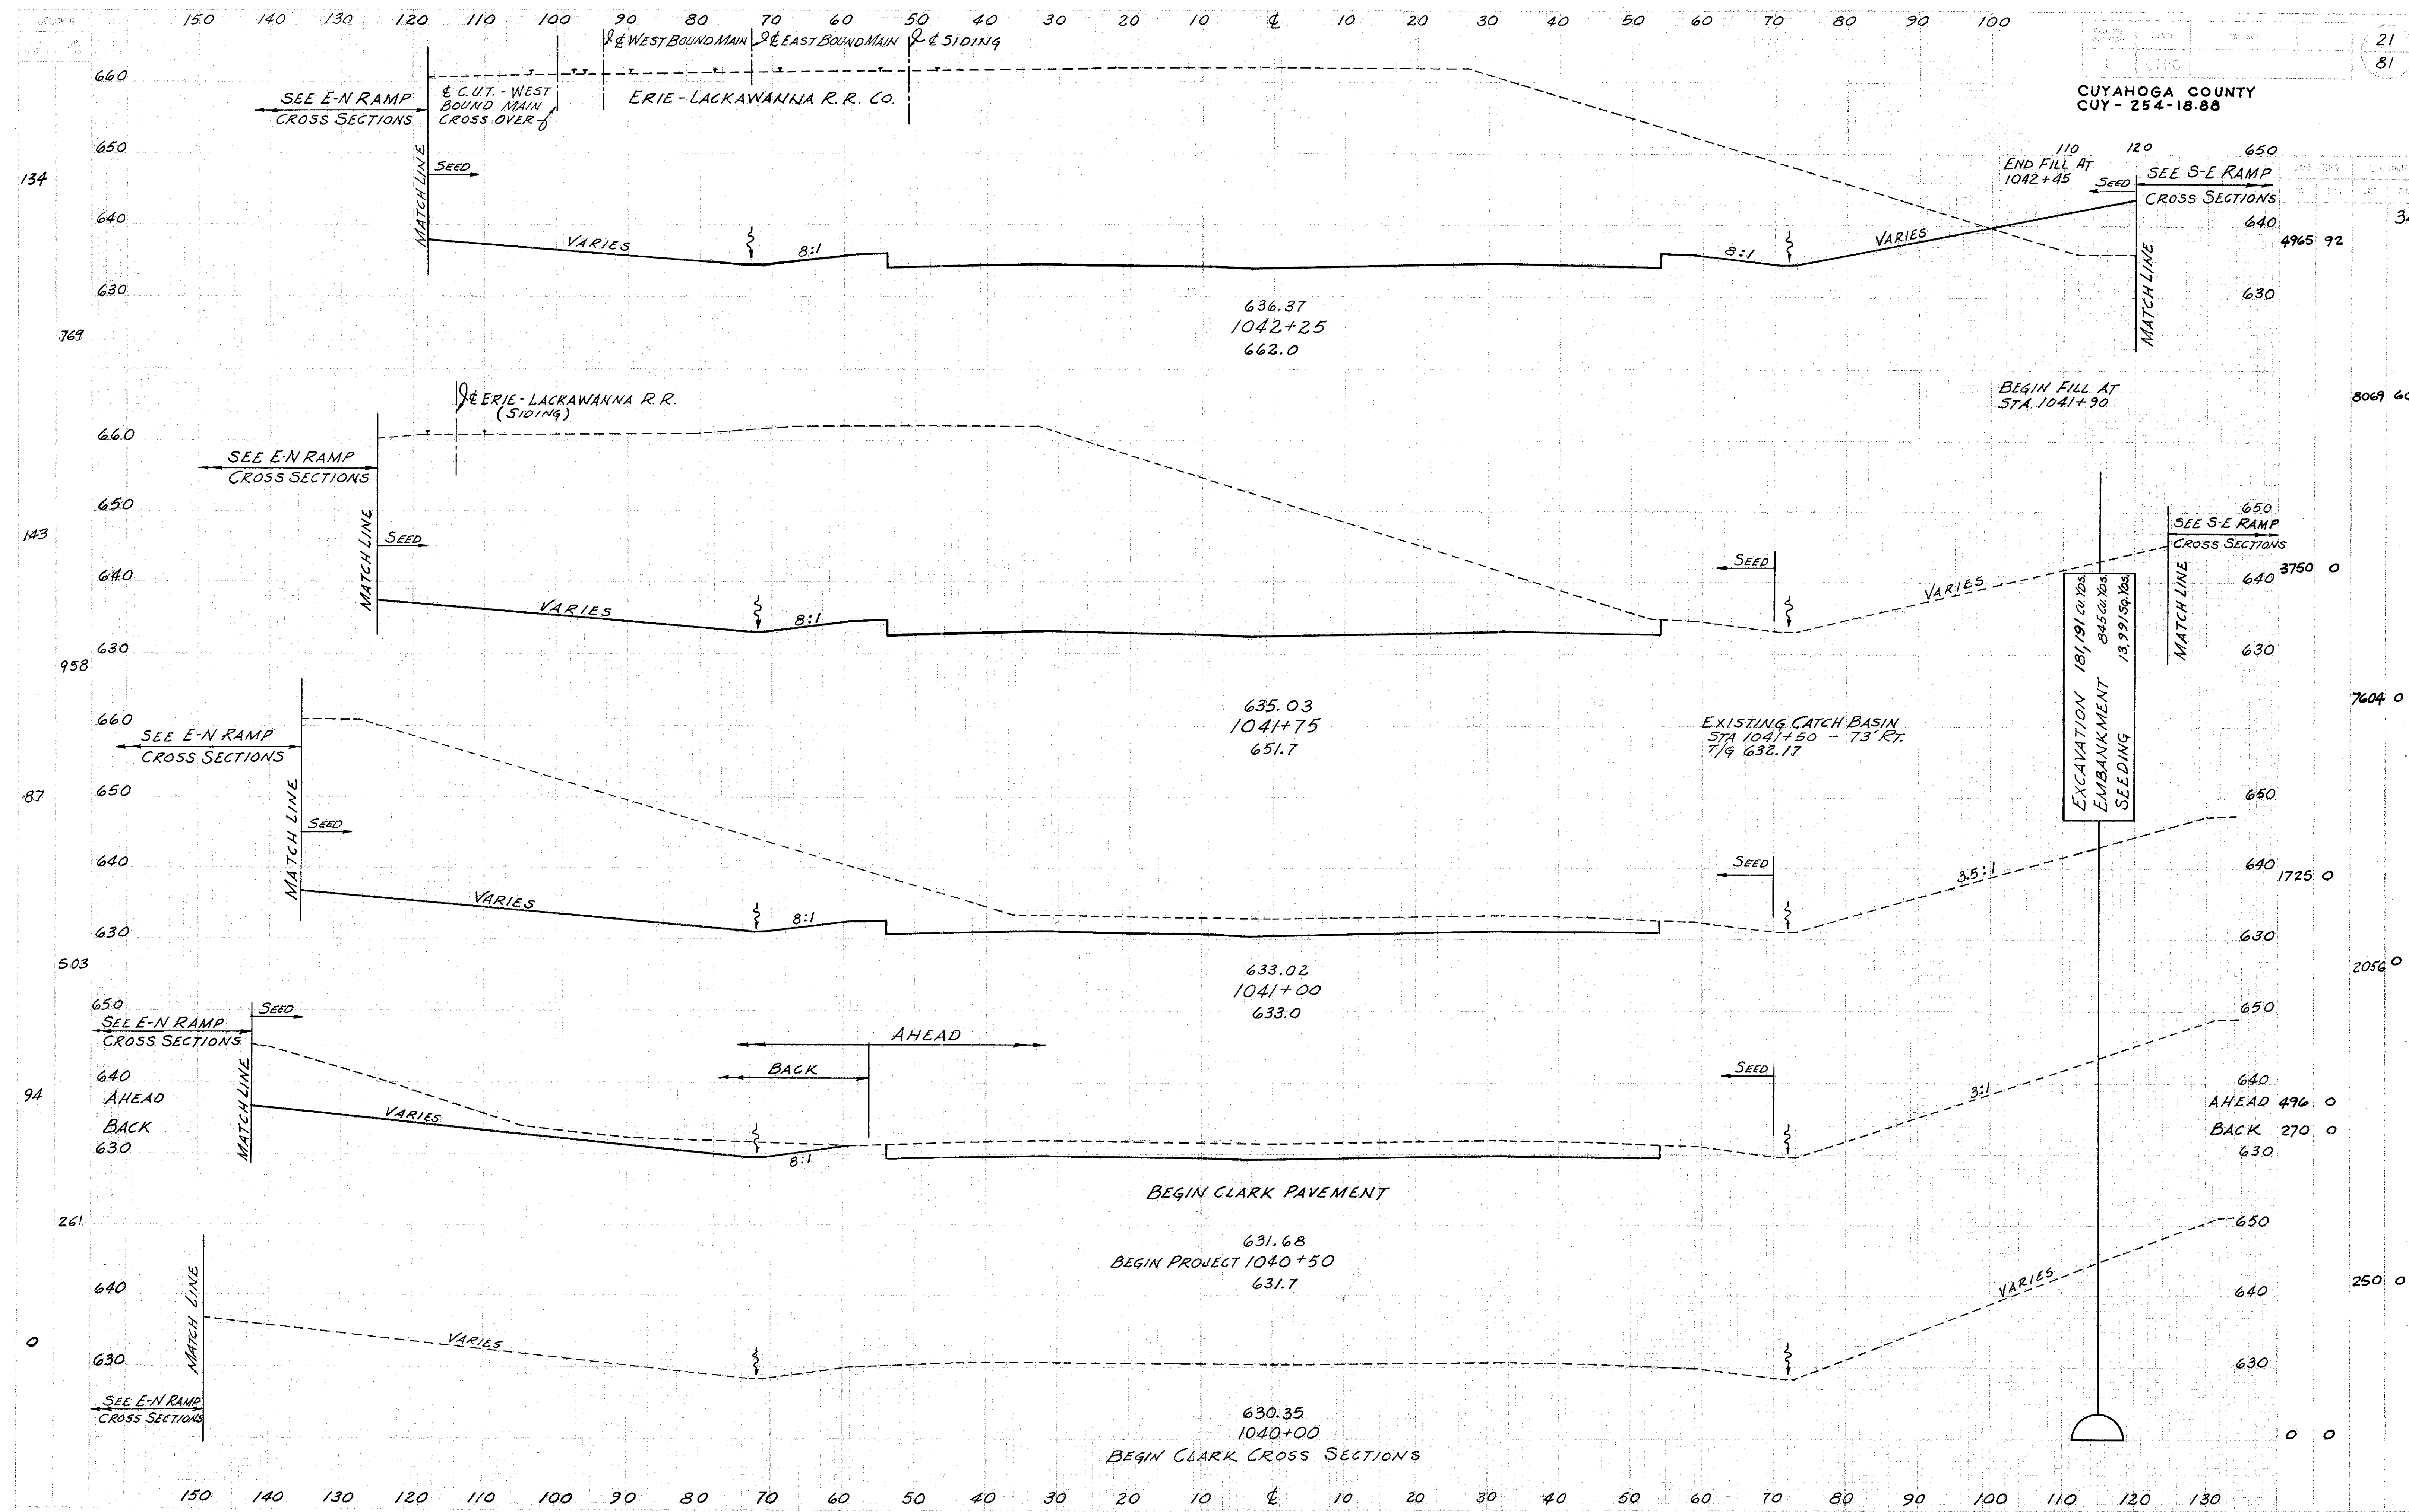 150 140 130 120 110 100 90 80 70 60 50 40 30 20 10 ℄ 10 20 30 40 50 60 70 80 90 100
21
81
OHIO
CUYAHOGA COUNTY
CUY-254-18.88
℄ WEST BOUND MAIN
℄ EAST BOUND MAIN
℄ SIDING
660
SEE E-N RAMP
CROSS SECTIONS
℄ C.U.T. - WEST
BOUND MAIN
CROSS OVER
ERIE-LACKAWANNA R. R. CO.
650
134
MATCH LINE
SEED
640
VARIES
8:1
630
110 120 650
END FILL AT
1042+45
SEED
SEE S-E RAMP
CROSS SECTIONS
640
4965 92
8:1
VARIES
MATCH LINE
630
636.37
1042+25
662.0
769
℄ ERIE-LACKAWANNA R.R.
(SIDING)
BEGIN FILL AT
STA. 1041+90
8069
660
SEE E-N RAMP
CROSS SECTIONS
650
143
MATCH LINE
SEED
640
VARIES
8:1
630
SEED
VARIES
650
SEE S-E RAMP
CROSS SECTIONS
640
3750 0
MATCH LINE
630
EXCAVATION 181,191 Cu.Yds.
EMBANKMENT 845 Cu.Yds.
SEEDING 13,991 Sq.Yds.
958
635.03
1041+75
651.7
EXISTING CATCH BASIN
STA 1041+50 - 73' RT.
T/G 632.17
7604 0
660
SEE E-N RAMP
CROSS SECTIONS
87
650
MATCH LINE
SEED
640
VARIES
8:1
630
SEED
3.5:1
650
640
1725 0
630
503
633.02
1041+00
633.0
2056 0
650
SEED
SEE E-N RAMP
CROSS SECTIONS
MATCH LINE
640
94
AHEAD
BACK
630
VARIES
8:1
AHEAD
BACK
SEED
3:1
650
640
AHEAD 496 0
BACK 270 0
630
BEGIN CLARK PAVEMENT
261
631.68
BEGIN PROJECT 1040+50
631.7
650
250 0
640
MATCH LINE
0
VARIES
630
SEE E-N RAMP
CROSS SECTIONS
VARIES
640
630
630.35
1040+00
BEGIN CLARK CROSS SECTIONS
0 0
150 140 130 120 110 100 90 80 70 60 50 40 30 20 10 ℄ 10 20 30 40 50 60 70 80 90 100 110 120 130